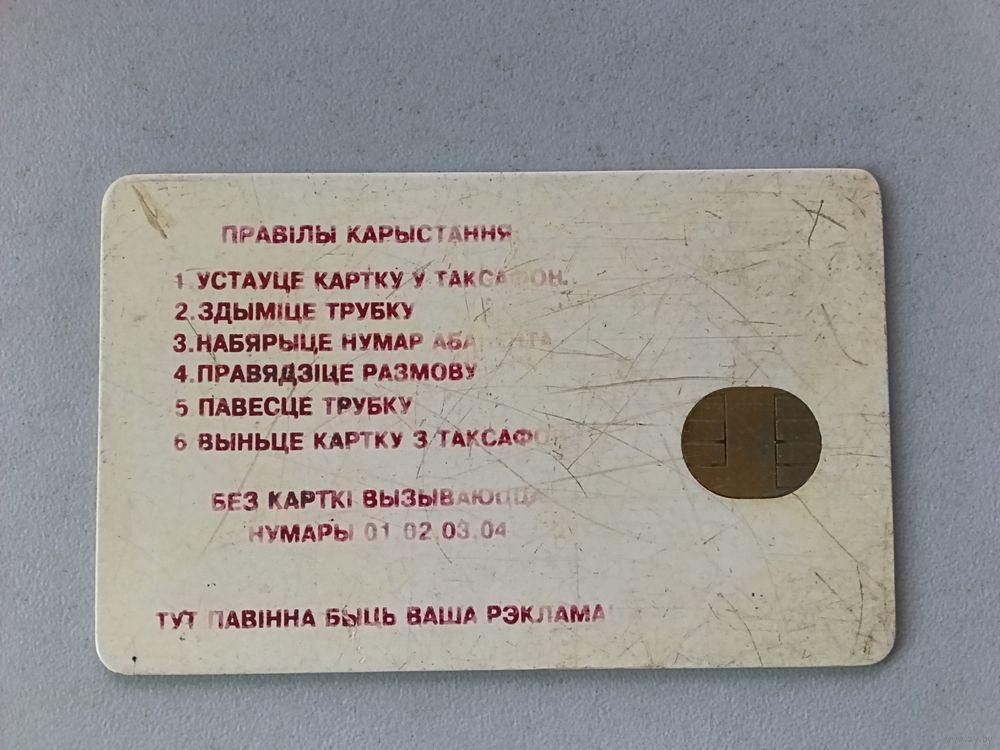 ПРАВІЛЫ КАРЫСТАННЯ
1.УСТАУЦЕ КАРТКУ У ТАКСАФОН.
2.ЗДЫМІЦЕ ТРУБКУ
3.НАБЯРЫЦЕ НУМАР АБАНЕНТА
4.ПРАВЯДЗІЦЕ РАЗМОВУ
5 ПАВЕСЦЕ ТРУБКУ
6 ВЫНЬЦЕ КАРТКУ З ТАКСАФОНА
БЕЗ КАРТКІ ВЫЗЫВАЮЦЦА
НУМАРЫ 01 02.03.04
ТУТ ПАВІННА БЫЦЬ ВАША РЭКЛАМА!